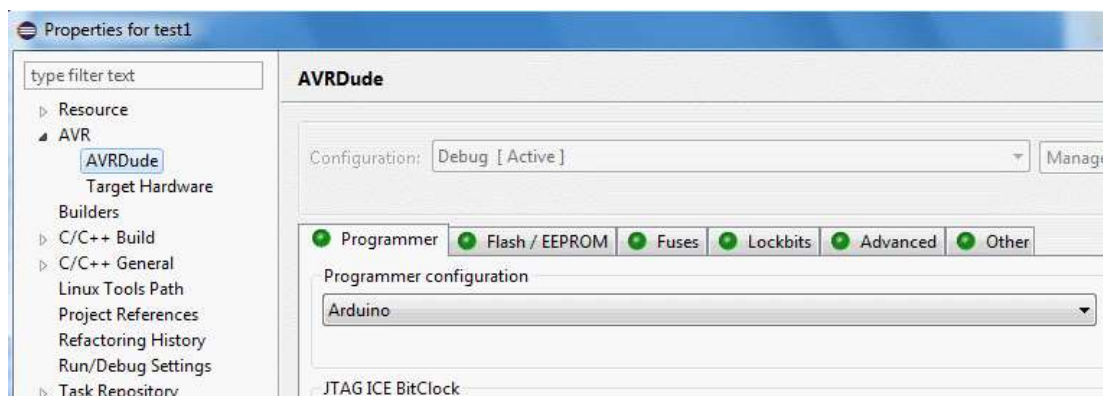 Properties for test1
type filter text
Resource
AVR
AVRDude
Target Hardware
Builders
C/C++ Build
C/C++ General
Linux Tools Path
Project References
Refactoring History
Run/Debug Settings
Task Repository
AVRDude
Configuration: Debug [ Active ] Manage
Programmer Flash / EEPROM Fuses Lockbits Advanced Other
Programmer configuration
Arduino
JTAG ICE BitClock